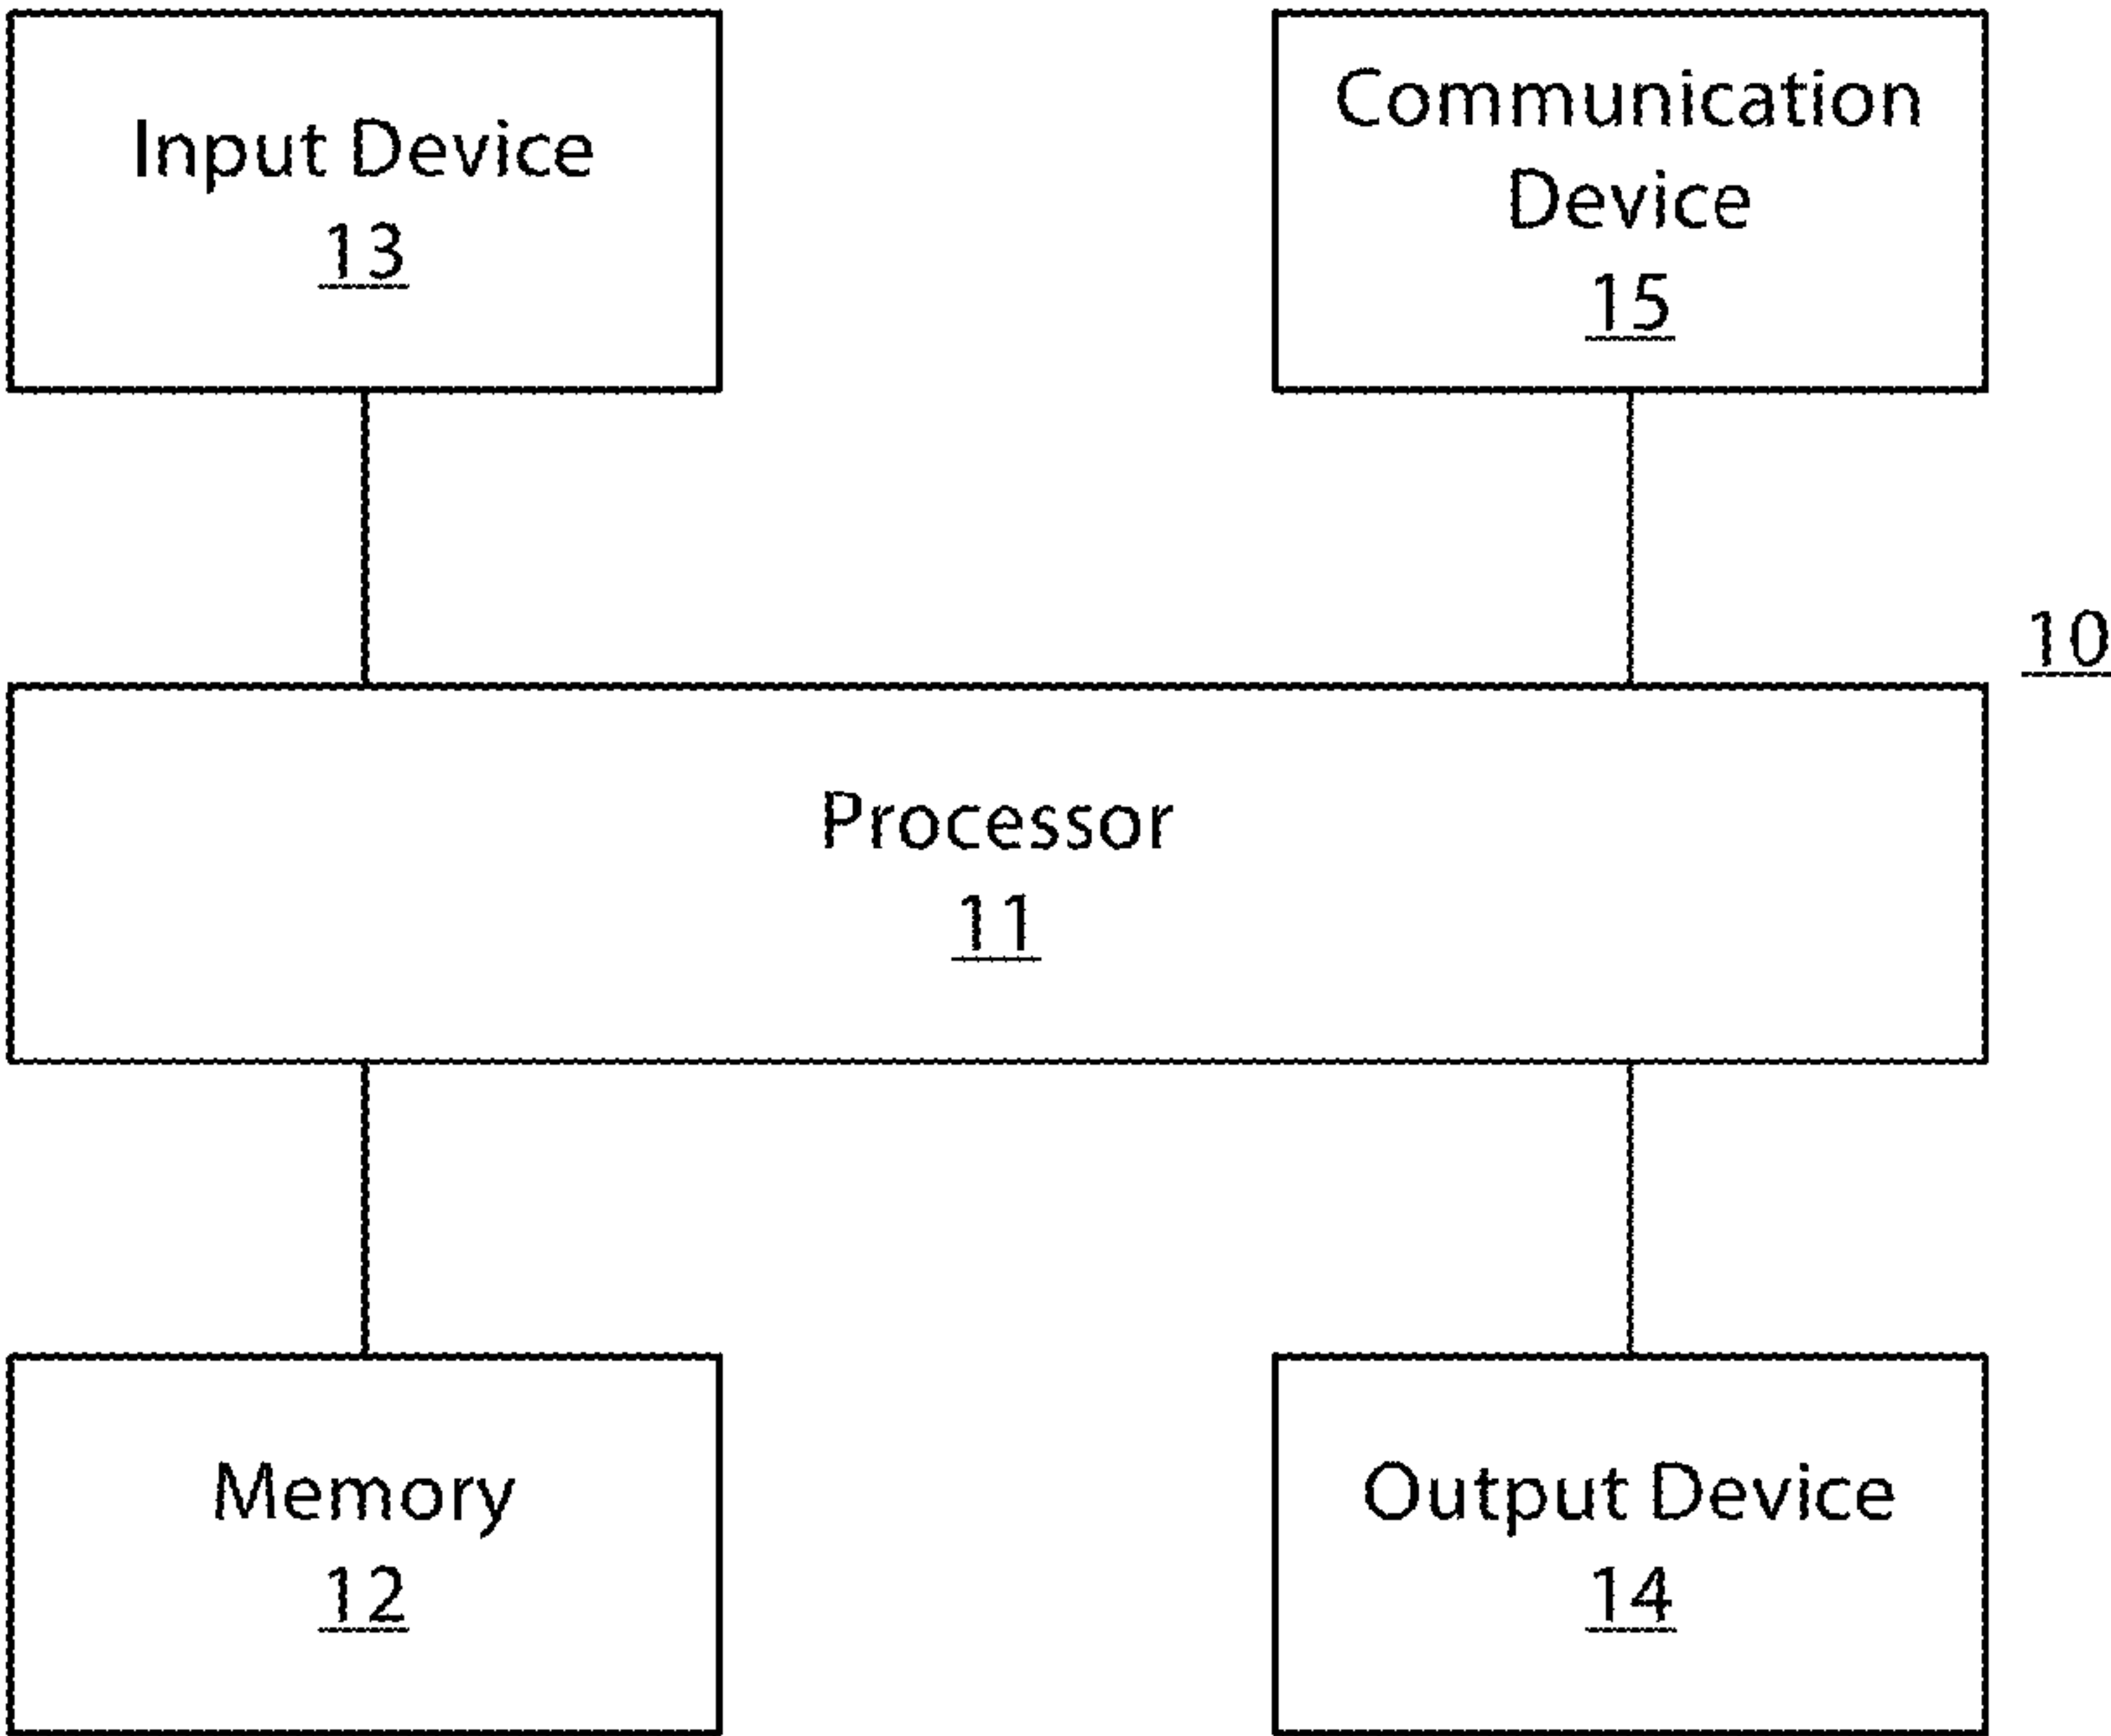 Input Device
13
Communication
Device
15
10
Processor
11
Memory
12
Output Device
14